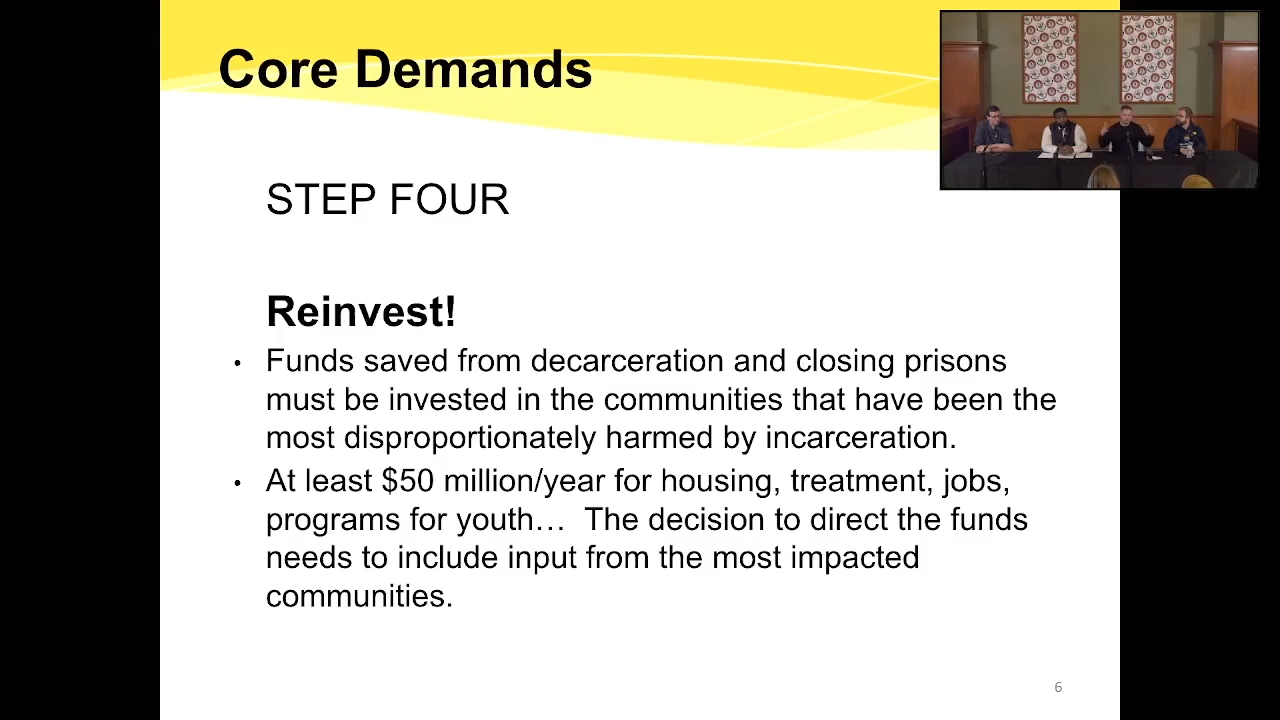 Core Demands
STEP FOUR
Reinvest!
• Funds saved from decarceration and closing prisons
must be invested in the communities that have been the
most disproportionately harmed by incarceration.
• At least $50 million/year for housing, treatment, jobs,
programs for youth… The decision to direct the funds
needs to include input from the most impacted
communities.
6